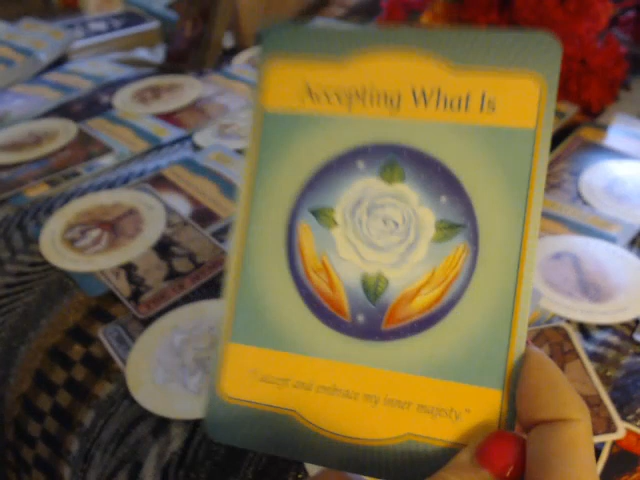 Accepting What Is
"I accept and embrace my inner majesty."